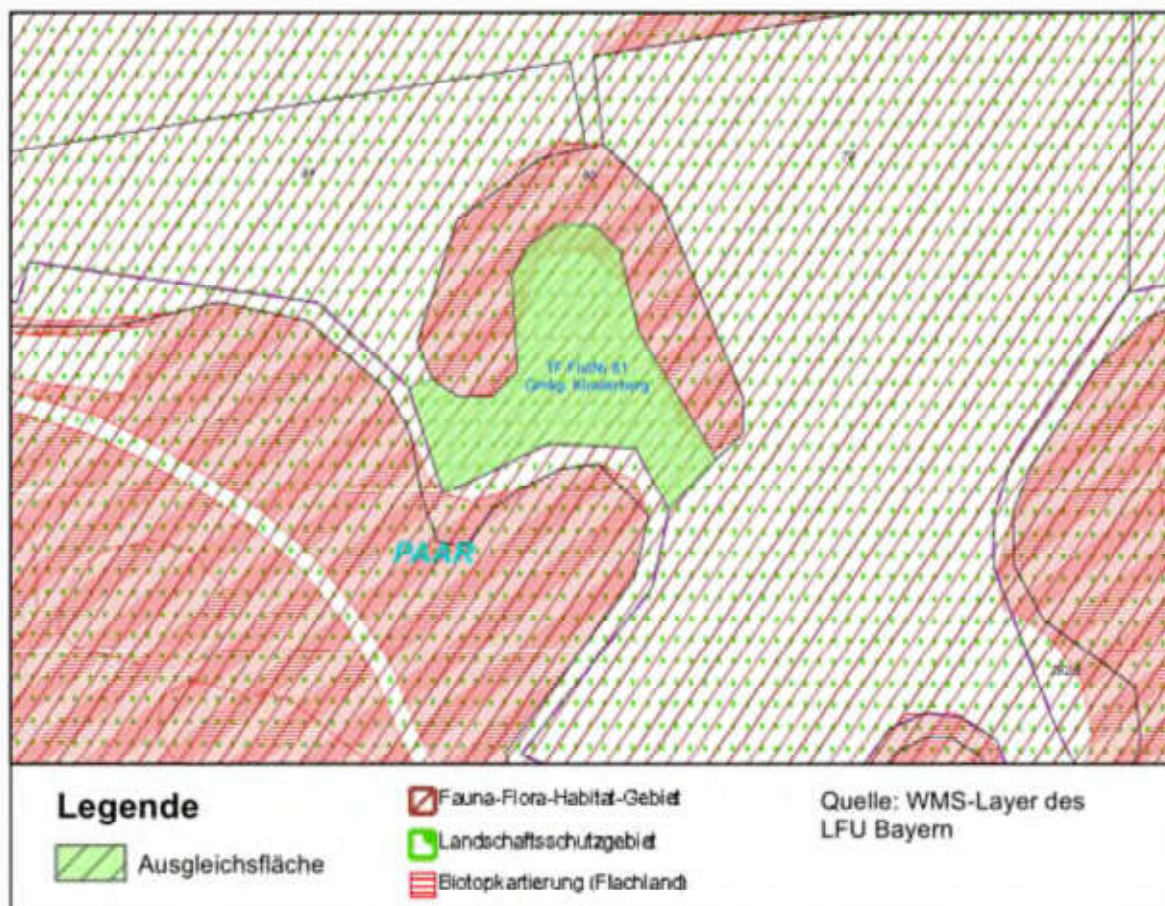 80
TF FlstNr 81
Gmkg. Klosterberg
PAAR
Legende
Ausgleichsfläche
Fauna-Flora-Habitat-Gebiet
Landschaftsschutzgebiet
Biotopkartierung (Flachland)
Quelle: WMS-Layer des
LFU Bayern